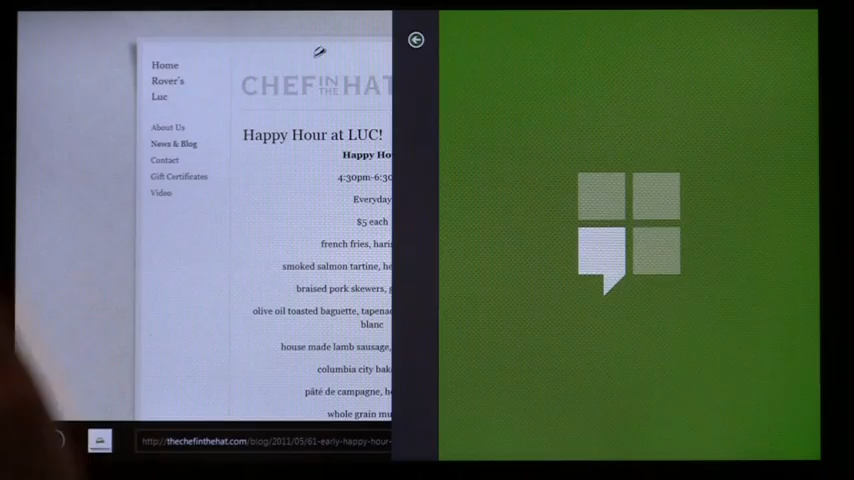 Home
Rover's
Luc
About Us
News & Blog
Contact
Gift Certificates
Video
CHEF IN THE HAT
Happy Hour at LUC!
Happy Ho
4:30pm-6:30
Everyday
$5 each
french fries, hari
smoked salmon tartine, he
braised pork skewers, g
olive oil toasted baguette, tapenad
blanc
house made lamb sausage,
columbia city bak
pâté de campagne, ho
whole grain mu
http://thechefinthehat.com/blog/2011/05/61-early-happy-hour-